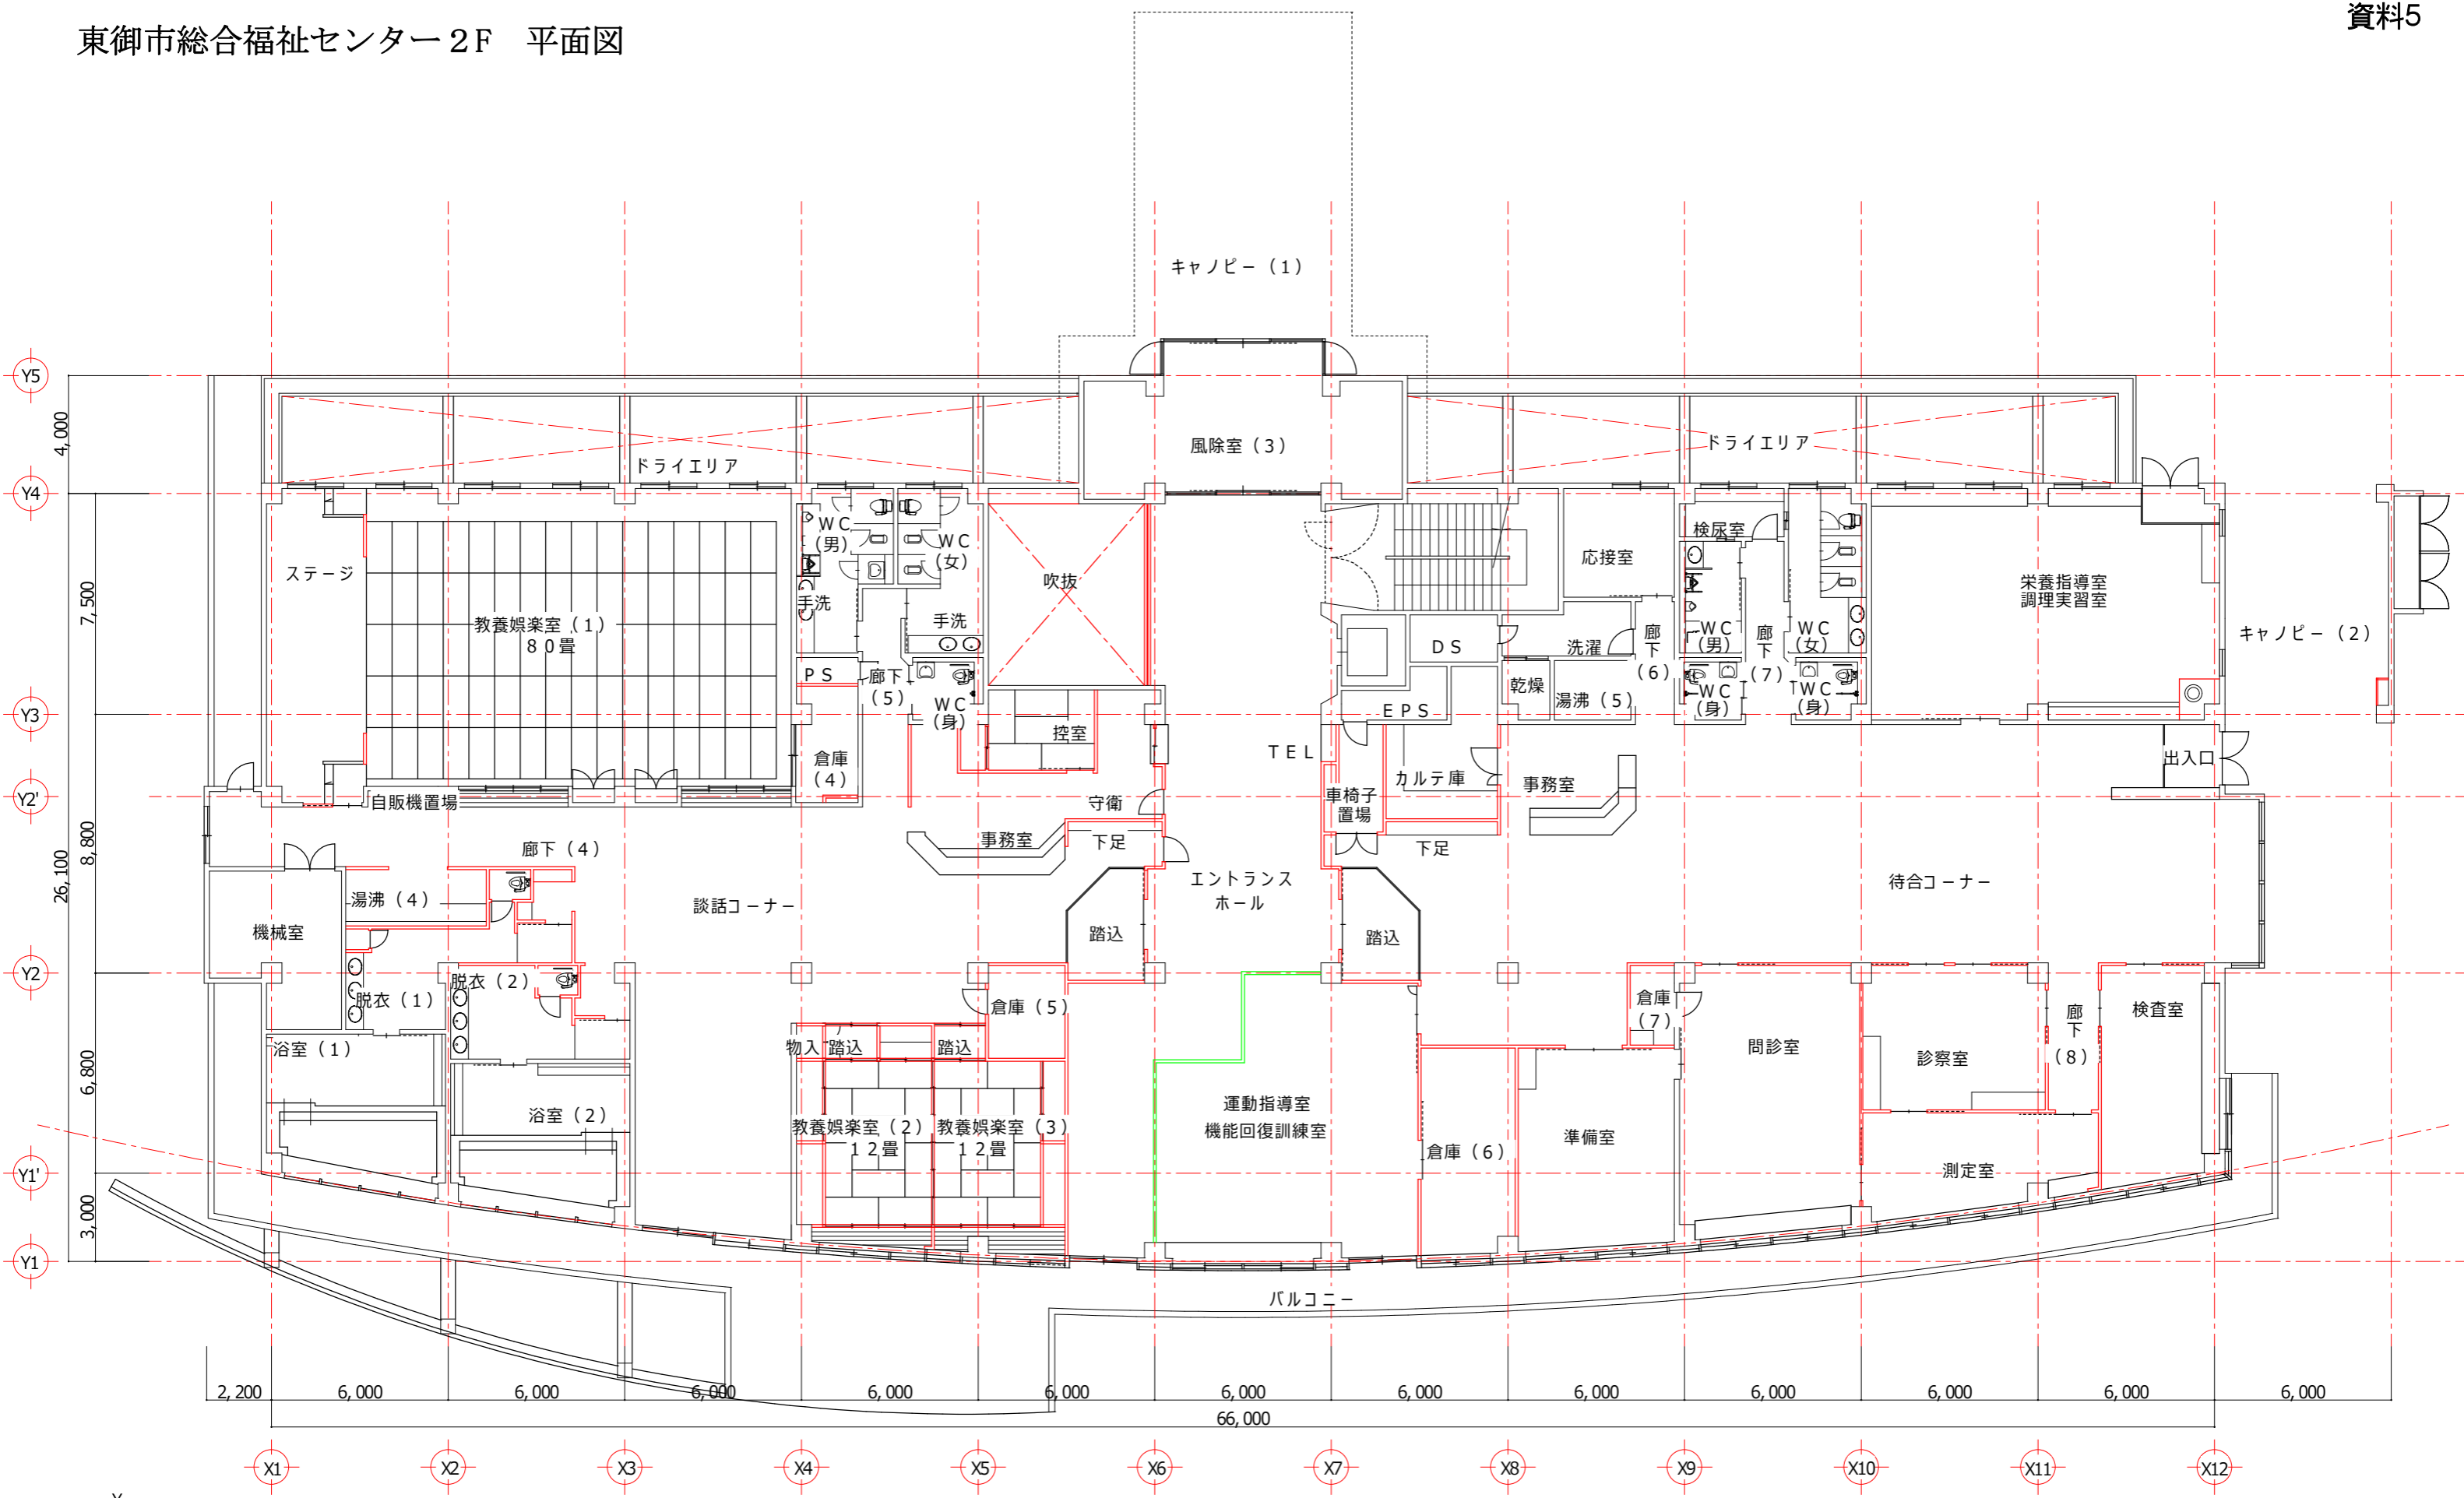 東御市総合福祉センター２Ｆ　平面図
資料5
キャノピー（１）
Y5
4,000
風除室（３）
ドライエリア
ドライエリア
Y4
ステージ
教養娯楽室（１）
８０畳
ＷＣ
（男）
ＷＣ
（女）
手洗
手洗
吹抜
応接室
検尿室
栄養指導室
調理実習室
キャノピー（２）
7,500
ＤＳ
洗濯
廊
下
（６）
ＷＣ
（男）
廊
下
（７）
ＷＣ
（女）
ＰＳ
廊下
（５）
ＷＣ
（身）
乾燥
湯沸（５）
ＷＣ
（身）
ＷＣ
（身）
ＥＰＳ
Y3
控室
ＴＥＬ
倉庫
（４）
カルテ庫
事務室
出入口
Y2'
自販機置場
守衛
車椅子
置場
8,800
26,100
廊下（４）
事務室
下足
下足
エントランス
ホール
待合コーナー
湯沸（４）
談話コーナー
機械室
踏込
踏込
Y2
脱衣（１）
脱衣（２）
倉庫（５）
倉庫
（７）
廊
下
（８）
検査室
浴室（１）
物入
踏込
踏込
問診室
診察室
6,800
浴室（２）
教養娯楽室（２）
１２畳
教養娯楽室（３）
１２畳
運動指導室
機能回復訓練室
倉庫（６）
準備室
測定室
Y1'
3,000
Y1
バルコニー
2,200
6,000
6,000
6,000
6,000
6,000
6,000
6,000
6,000
6,000
6,000
6,000
6,000
66,000
X1
X2
X3
X4
X5
X6
X7
X8
X9
X10
X11
X12